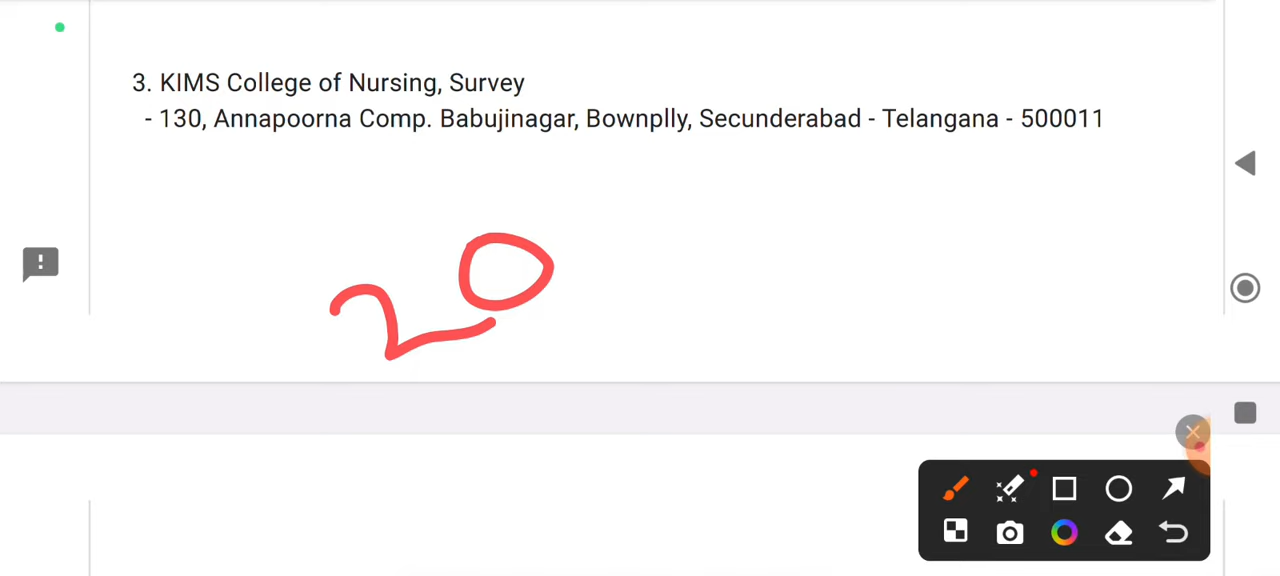 3. KIMS College of Nursing, Survey
- 130, Annapoorna Comp. Babujinagar, Bownplly, Secunderabad - Telangana - 500011
20